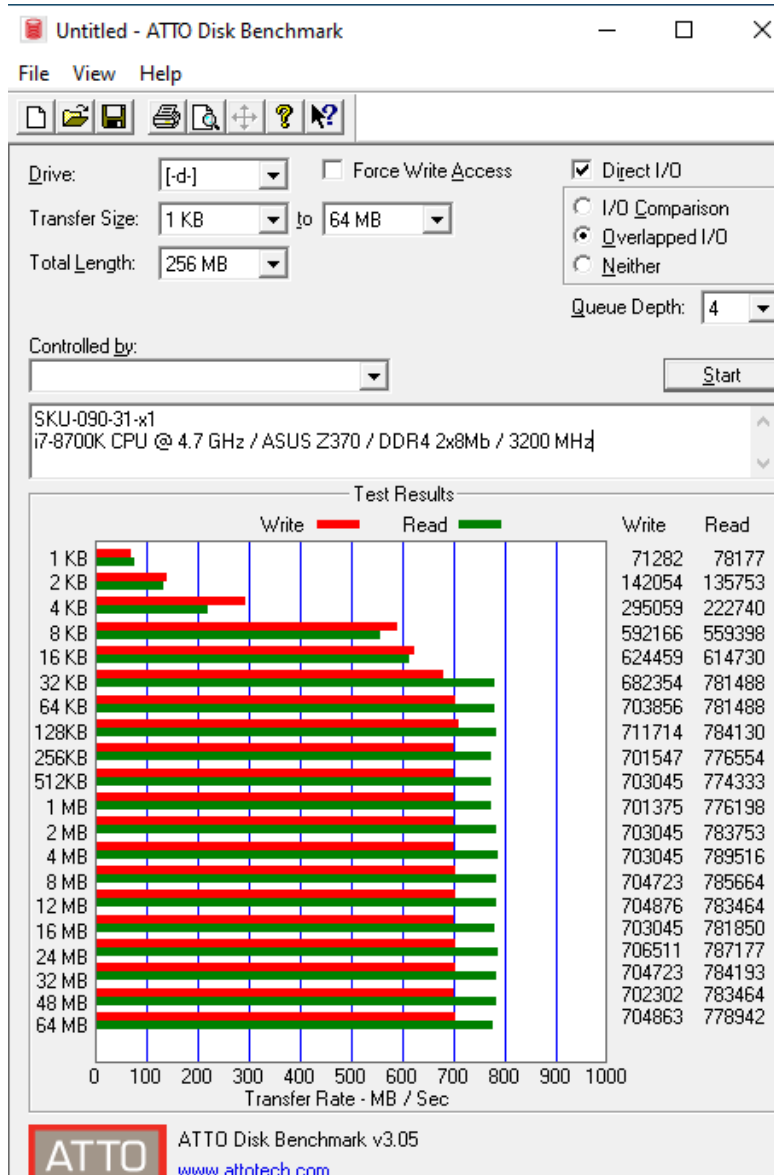 Untitled - ATTO Disk Benchmark
File View Help
Drive: [-d-] Force Write Access Direct I/O
Transfer Size: 1 KB to 64 MB I/O Comparison
Overlapped I/O
Total Length: 256 MB Neither
Queue Depth: 4
Controlled by:
Start
SKU-090-31-x1
i7-8700K CPU @ 4.7 GHz / ASUS Z370 / DDR4 2x8Mb / 3200 MHz
Test Results
Write Read Write Read
1 KB 71282 78177
2 KB 142054 135753
4 KB 295059 222740
8 KB 592166 559398
16 KB 624459 614730
32 KB 682354 781488
64 KB 703856 781488
128KB 711714 784130
256KB 701547 776554
512KB 703045 774333
1 MB 701375 776198
2 MB 703045 783753
4 MB 703045 789516
8 MB 704723 785664
12 MB 704876 783464
16 MB 703045 781850
24 MB 706511 787177
32 MB 704723 784193
48 MB 702302 783464
64 MB 704863 778942
0 100 200 300 400 500 600 700 800 900 1000
Transfer Rate - MB / Sec
ATTO
ATTO Disk Benchmark v3.05
www.attotech.com